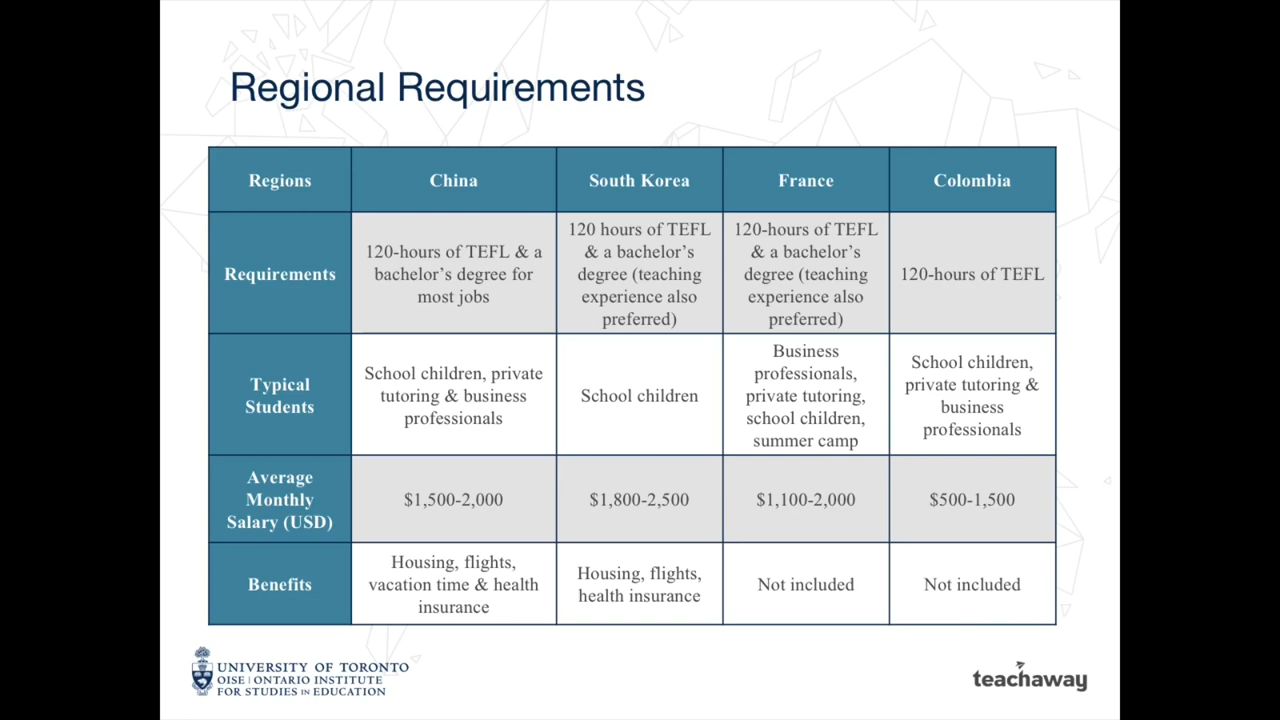 Regional Requirements
Regions
China
South Korea
France
Colombia
Requirements
120-hours of TEFL & a
bachelor's degree for
most jobs
120 hours of TEFL
& a bachelor's
degree (teaching
experience also
preferred)
120-hours of TEFL
& a bachelor's
degree (teaching
experience also
preferred)
120-hours of TEFL
Typical
Students
School children, private
tutoring & business
professionals
School children
Business
professionals,
private tutoring,
school children,
summer camp
School children,
private tutoring &
business
professionals
Average
Monthly
Salary (USD)
$1,500-2,000
$1,800-2,500
$1,100-2,000
$500-1,500
Benefits
Housing, flights,
vacation time & health
insurance
Housing, flights,
health insurance
Not included
Not included
UNIVERSITY OF TORONTO
OISE | ONTARIO INSTITUTE
FOR STUDIES IN EDUCATION
teachaway